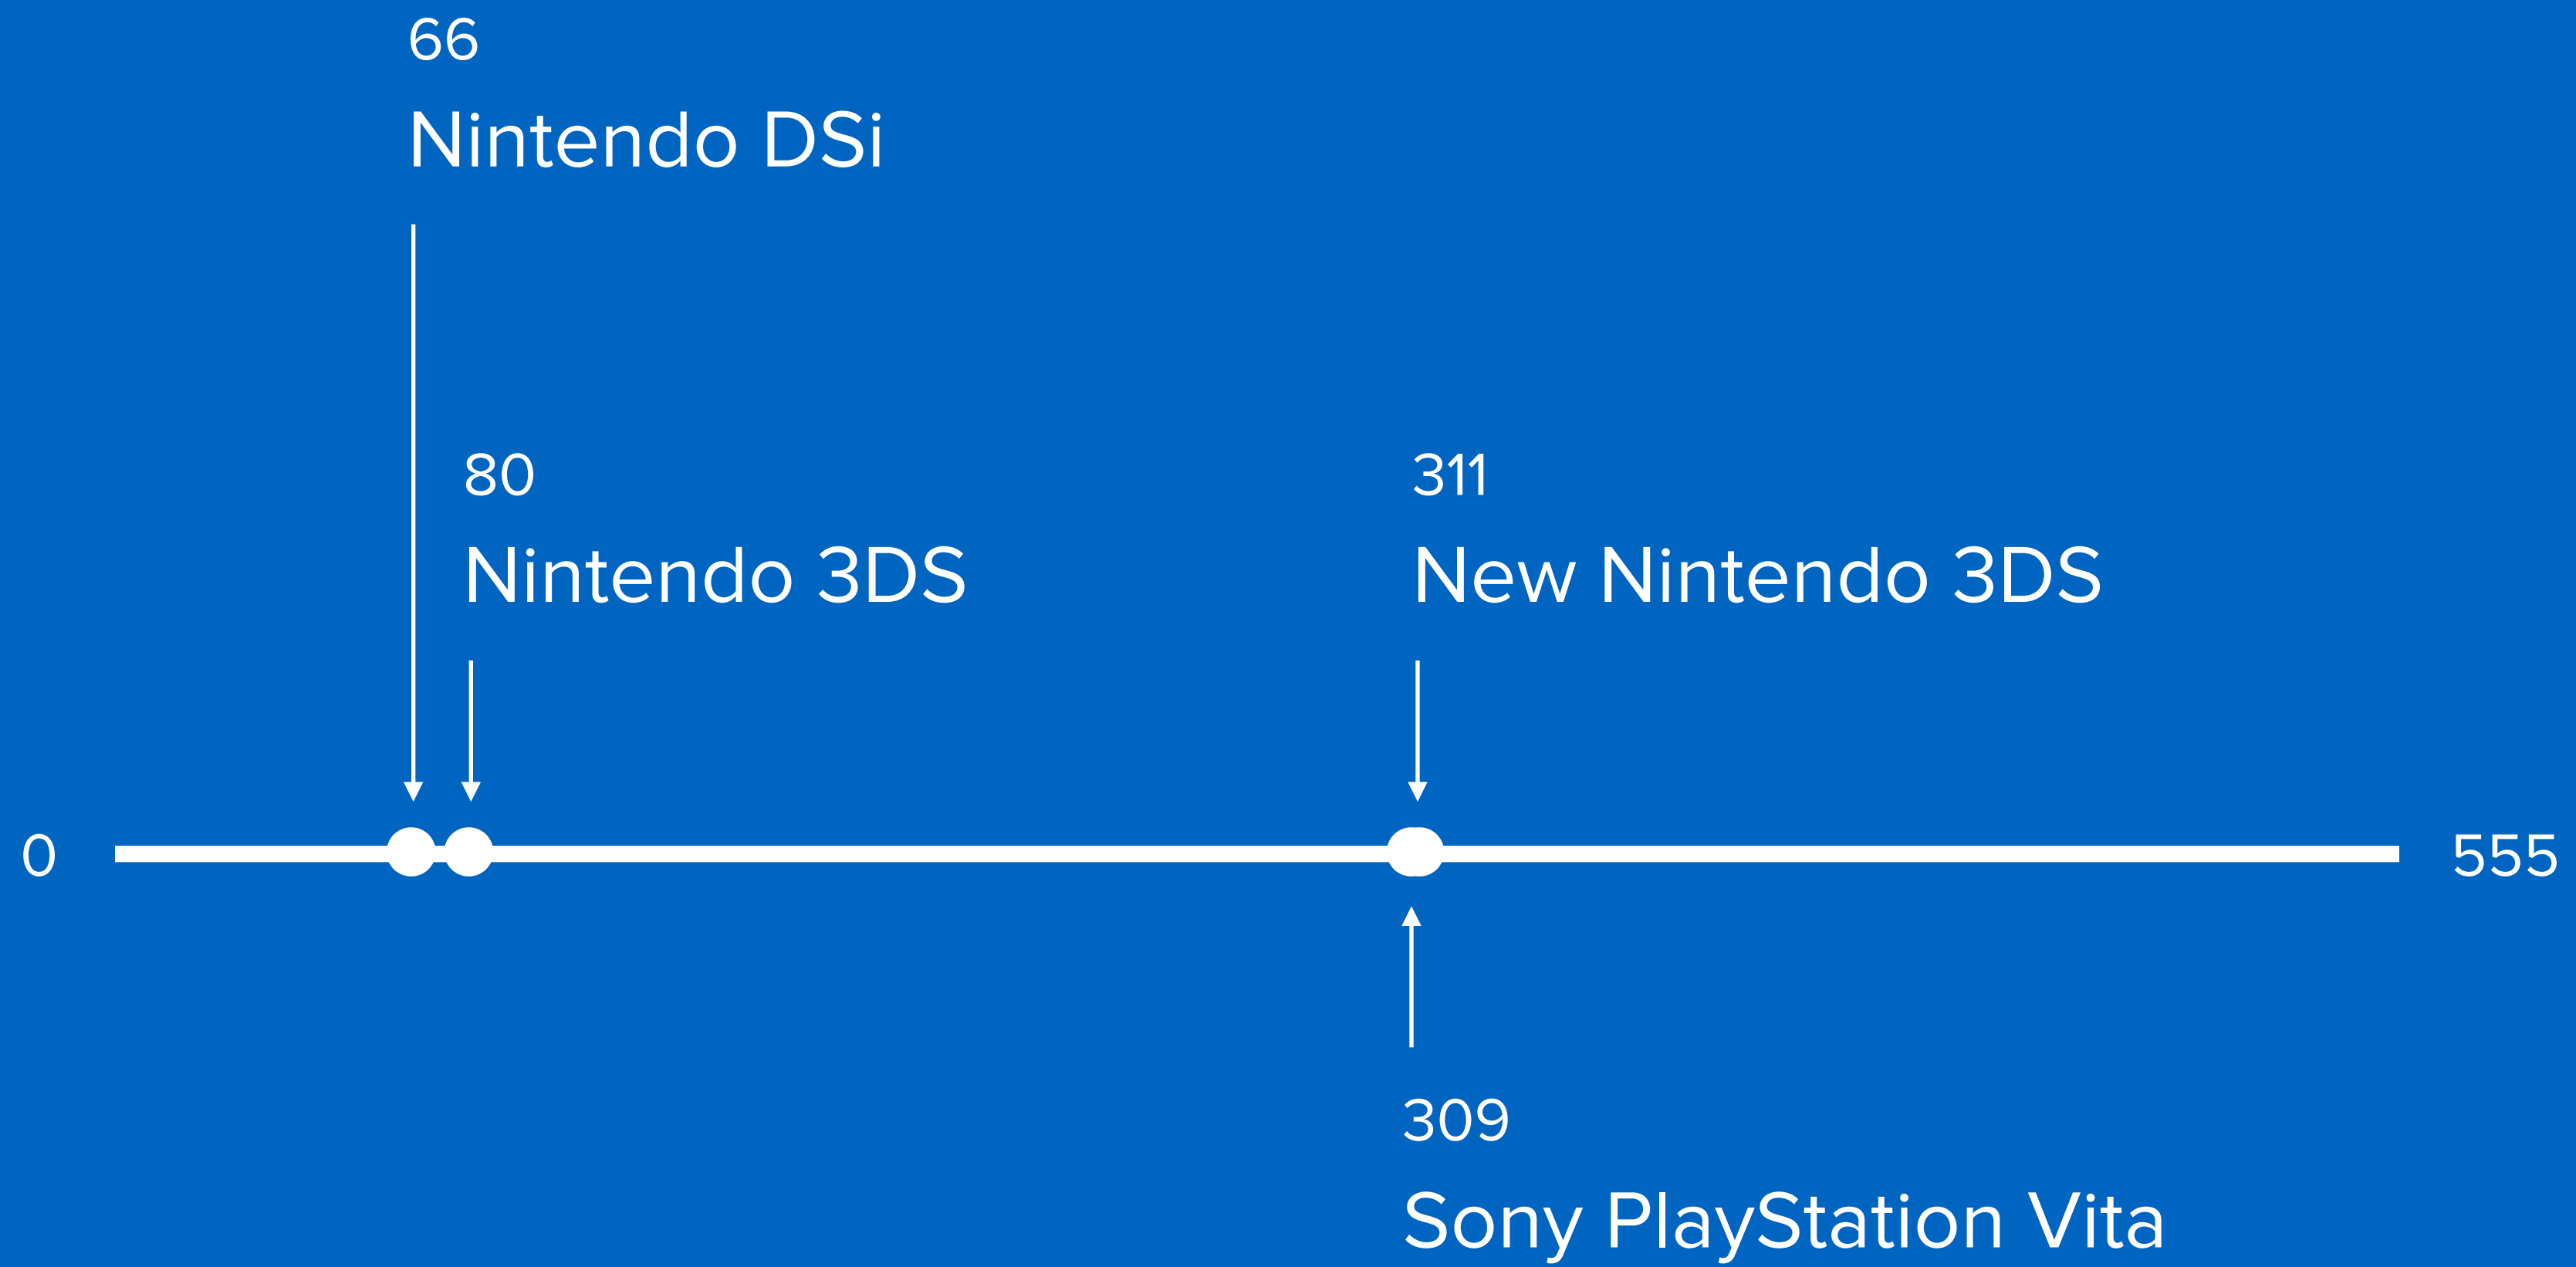 66
Nintendo DSi
80
Nintendo 3DS
311
New Nintendo 3DS
0
555
309
Sony PlayStation Vita